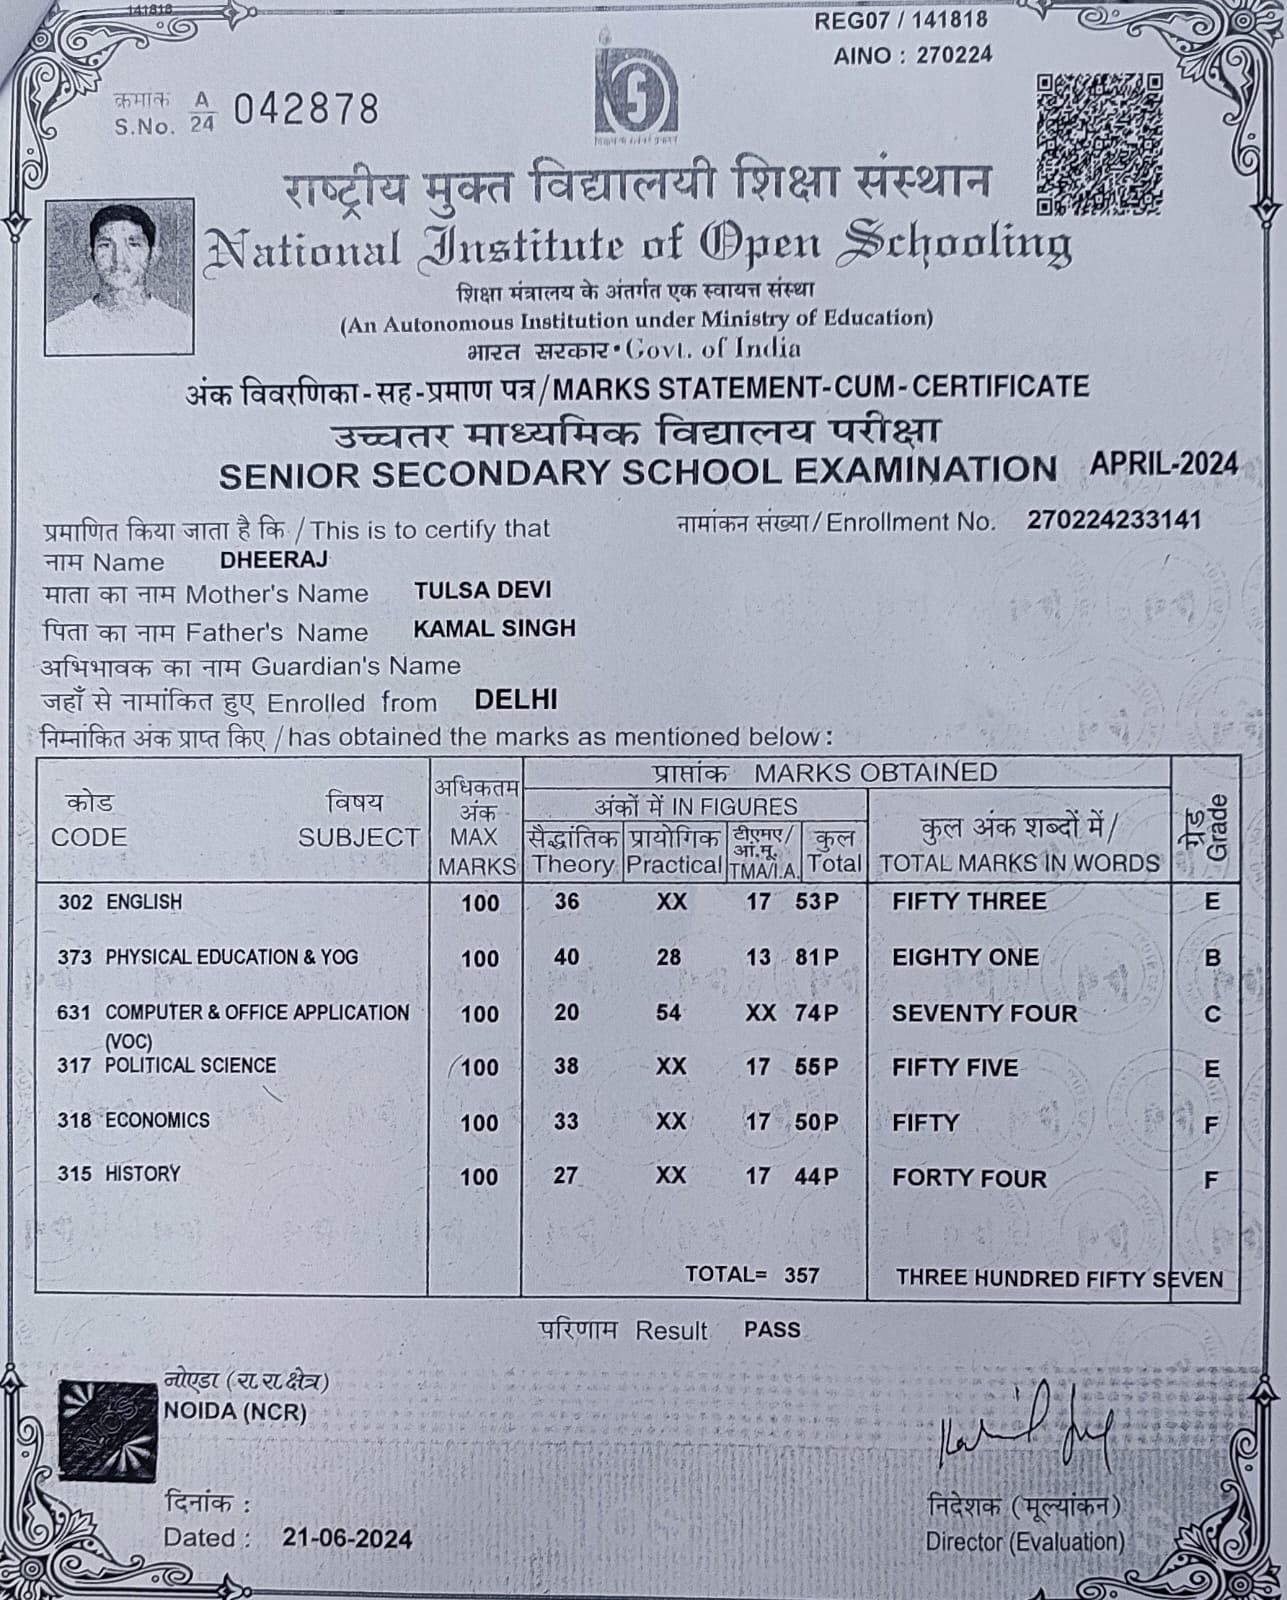 141818
REG07 / 141818
AINO : 270224
क्रमांक A
S.No. 24 042878
राष्ट्रीय मुक्त विद्यालयी शिक्षा संस्थान
National Institute of Open Schooling
शिक्षा मंत्रालय के अंतर्गत एक स्वायत्त संस्था
(An Autonomous Institution under Ministry of Education)
भारत सरकार • Govt. of India
अंक विवरणिका - सह - प्रमाण पत्र / MARKS STATEMENT-CUM-CERTIFICATE
उच्चतर माध्यमिक विद्यालय परीक्षा
SENIOR SECONDARY SCHOOL EXAMINATION APRIL-2024
प्रमाणित किया जाता है कि / This is to certify that नामांकन संख्या / Enrollment No. 270224233141
नाम Name DHEERAJ
माता का नाम Mother's Name TULSA DEVI
पिता का नाम Father's Name KAMAL SINGH
अभिभावक का नाम Guardian's Name
जहाँ से नामांकित हुए Enrolled from DELHI
निम्नांकित अंक प्राप्त किए / has obtained the marks as mentioned below :
कोड विषय
CODE SUBJECT
अधिकतम
अंक
MAX
MARKS
प्राप्तांक MARKS OBTAINED
अंकों में IN FIGURES
सैद्धांतिक प्रायोगिक टीएमए/ आं.मू. कुल
Theory Practical TMA/I.A. Total
कुल अंक शब्दों में /
TOTAL MARKS IN WORDS
ग्रेड
Grade
302 ENGLISH 100 36 XX 17 53P FIFTY THREE E
373 PHYSICAL EDUCATION & YOG 100 40 28 13 81P EIGHTY ONE B
631 COMPUTER & OFFICE APPLICATION 100 20 54 XX 74P SEVENTY FOUR C
(VOC)
317 POLITICAL SCIENCE 100 38 XX 17 55P FIFTY FIVE E
318 ECONOMICS 100 33 XX 17 50P FIFTY F
315 HISTORY 100 27 XX 17 44P FORTY FOUR F
TOTAL= 357 THREE HUNDRED FIFTY SEVEN
परिणाम Result PASS
नोएडा (रा. रा. क्षेत्र)
NOIDA (NCR)
NIOS
दिनांक :
Dated : 21-06-2024
निदेशक (मूल्यांकन)
Director (Evaluation)